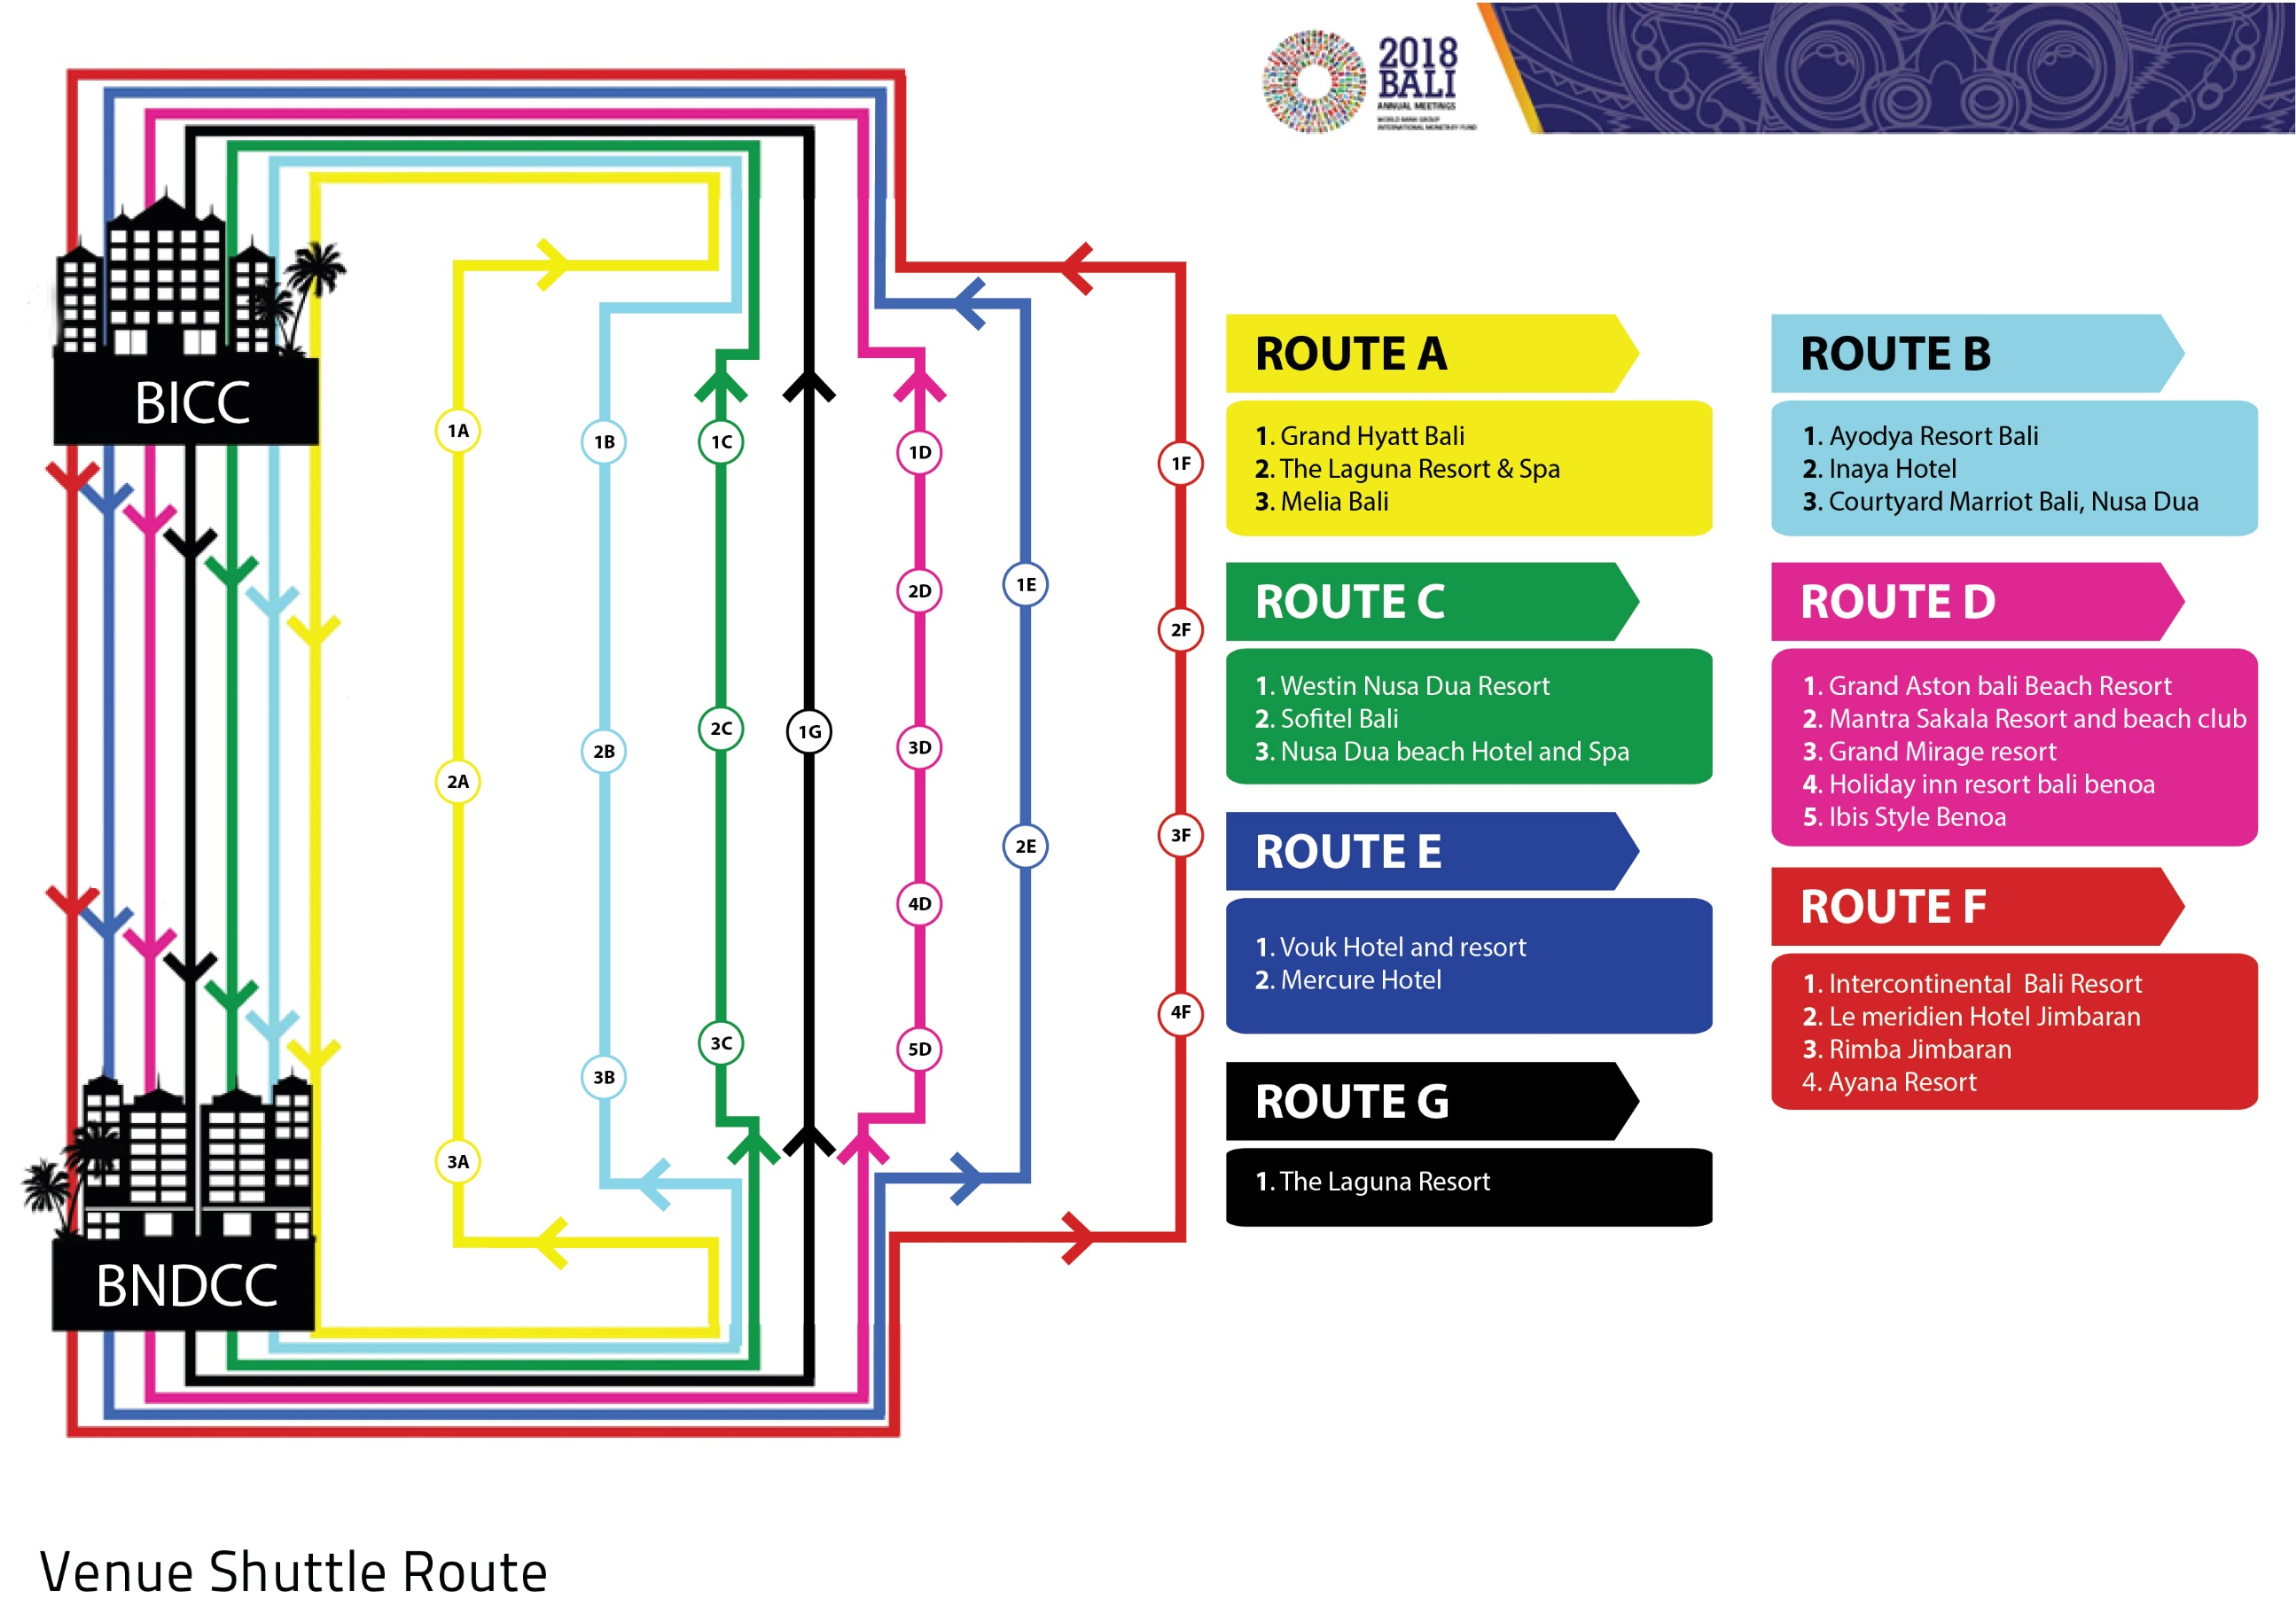 2018
BALI
ANNUAL MEETINGS
WORLD BANK GROUP
INTERNATIONAL MONETARY FUND
BICC
BNDCC
1A
2A
3A
1B
2B
3B
1C
2C
3C
1G
1D
2D
3D
4D
5D
1E
2E
1F
2F
3F
4F
ROUTE A
1. Grand Hyatt Bali
2. The Laguna Resort & Spa
3. Melia Bali
ROUTE B
1. Ayodya Resort Bali
2. Inaya Hotel
3. Courtyard Marriot Bali, Nusa Dua
ROUTE C
1. Westin Nusa Dua Resort
2. Sofitel Bali
3. Nusa Dua beach Hotel and Spa
ROUTE D
1. Grand Aston bali Beach Resort
2. Mantra Sakala Resort and beach club
3. Grand Mirage resort
4. Holiday inn resort bali benoa
5. Ibis Style Benoa
ROUTE E
1. Vouk Hotel and resort
2. Mercure Hotel
ROUTE F
1. Intercontinental Bali Resort
2. Le meridien Hotel Jimbaran
3. Rimba Jimbaran
4. Ayana Resort
ROUTE G
1. The Laguna Resort
Venue Shuttle Route